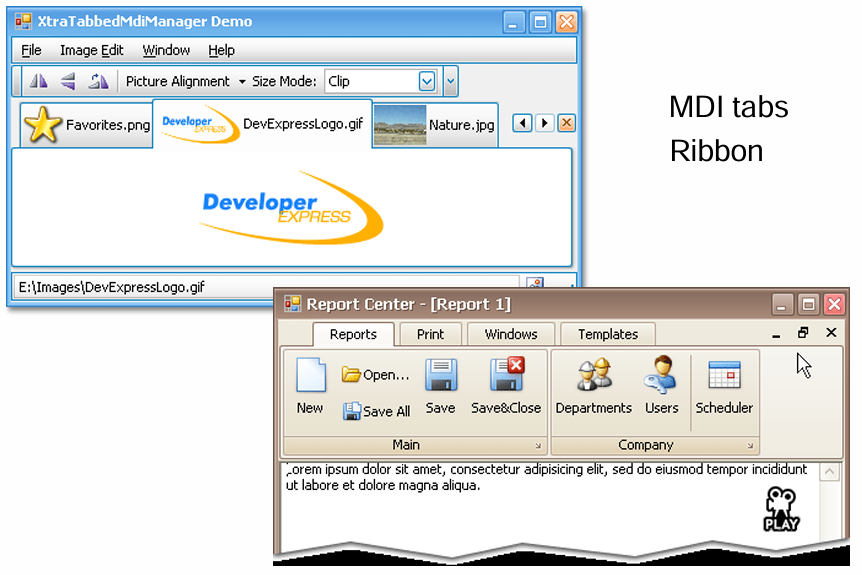 XtraTabbedMdiManager Demo
File Image Edit Window Help
Picture Alignment Size Mode: Clip
Favorites.png
Developer EXPRESS
DevExpressLogo.gif
Nature.jpg
Developer
EXPRESS
E:\Images\DevExpressLogo.gif
MDI tabs
Ribbon
Report Center - [Report 1]
Reports Print Windows Templates
Open...
New Save All Save Save&Close Departments Users Scheduler
Main Company
Lorem ipsum dolor sit amet, consectetur adipisicing elit, sed do eiusmod tempor incididunt
ut labore et dolore magna aliqua.
PLAY